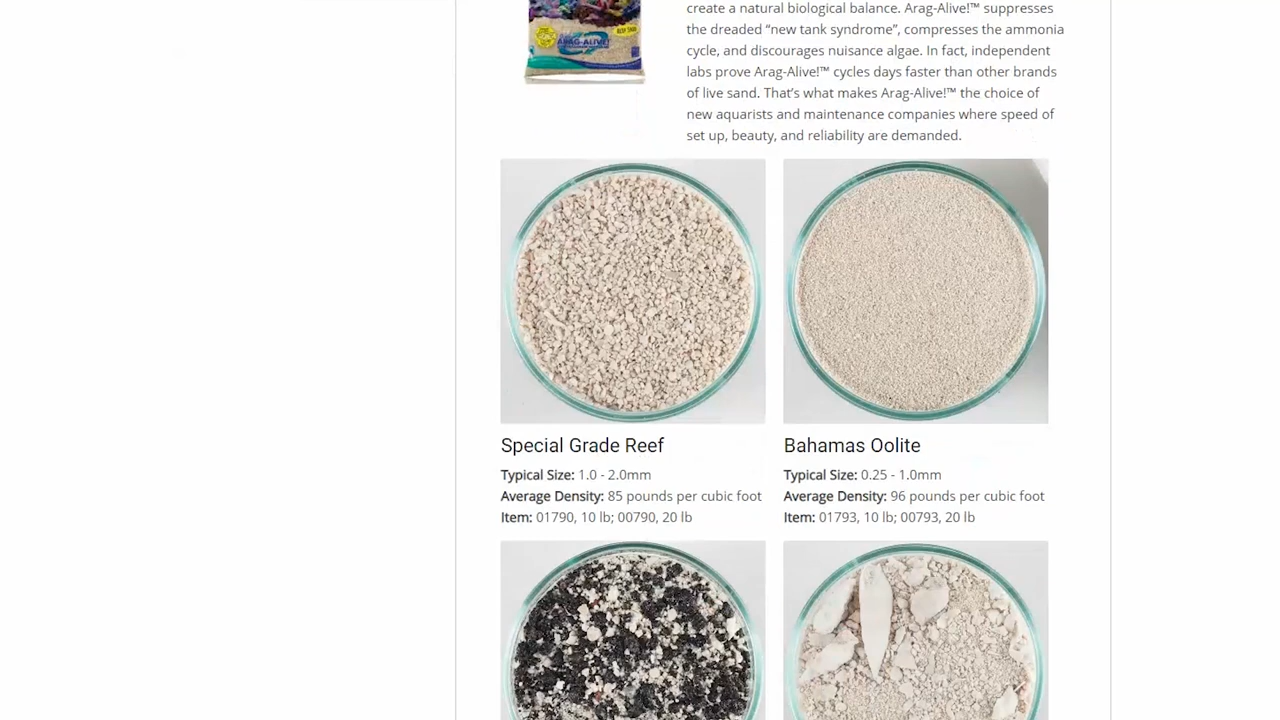 create a natural biological balance. Arag-Alive!™ suppresses
the dreaded “new tank syndrome”, compresses the ammonia
cycle, and discourages nuisance algae. In fact, independent
labs prove Arag-Alive!™ cycles days faster than other brands
of live sand. That’s what makes Arag-Alive!™ the choice of
new aquarists and maintenance companies where speed of
set up, beauty, and reliability are demanded.
ARAG-ALIVE!
Special Grade Reef
Typical Size: 1.0 - 2.0mm
Average Density: 85 pounds per cubic foot
Item: 01790, 10 lb; 00790, 20 lb
Bahamas Oolite
Typical Size: 0.25 - 1.0mm
Average Density: 96 pounds per cubic foot
Item: 01793, 10 lb; 00793, 20 lb